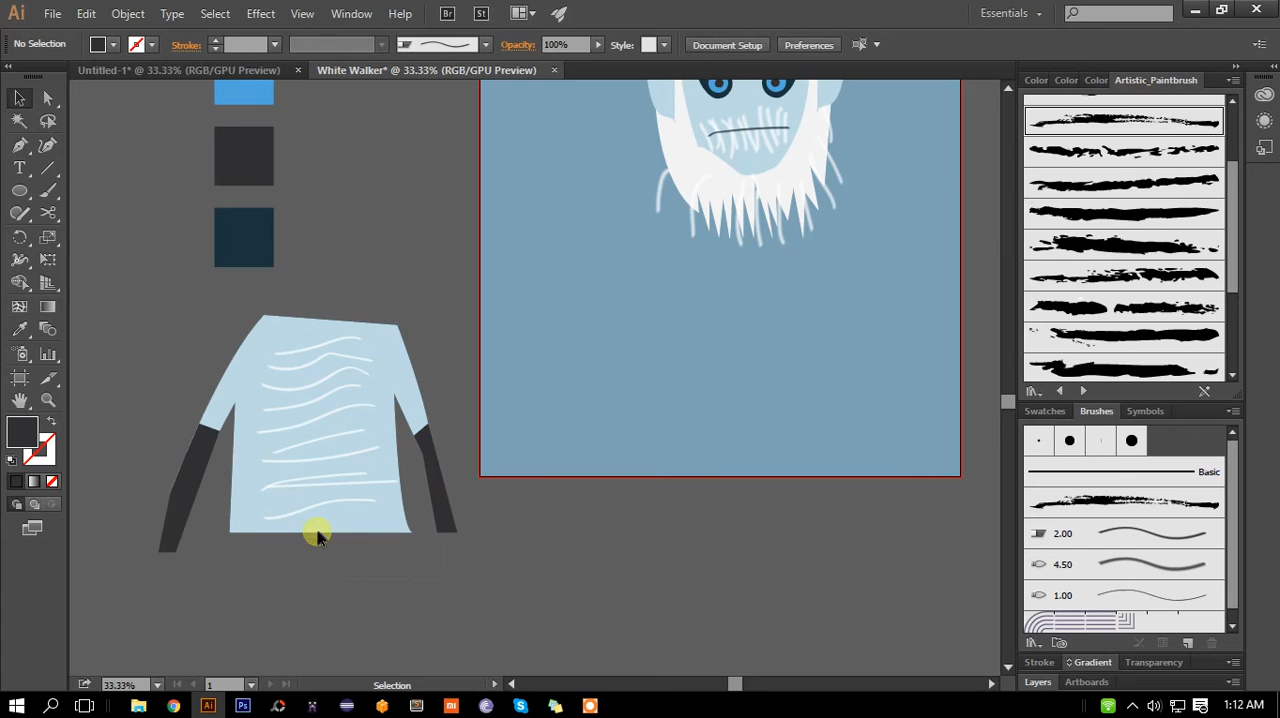 Ai File Edit Object Type Select Effect View Window Help Br St Essentials
No Selection Stroke: Opacity: 100% Style: Document Setup Preferences
Untitled-1* @ 33.33% (RGB/GPU Preview) × White Walker* @ 33.33% (RGB/GPU Preview) ×
Color Color Color Artistic_Paintbrush
Swatches Brushes Symbols
Basic
2.00
4.50
1.00
Stroke Gradient Transparency
Layers Artboards
33.33% 1 Selection
Ai Ps 1:12 AM